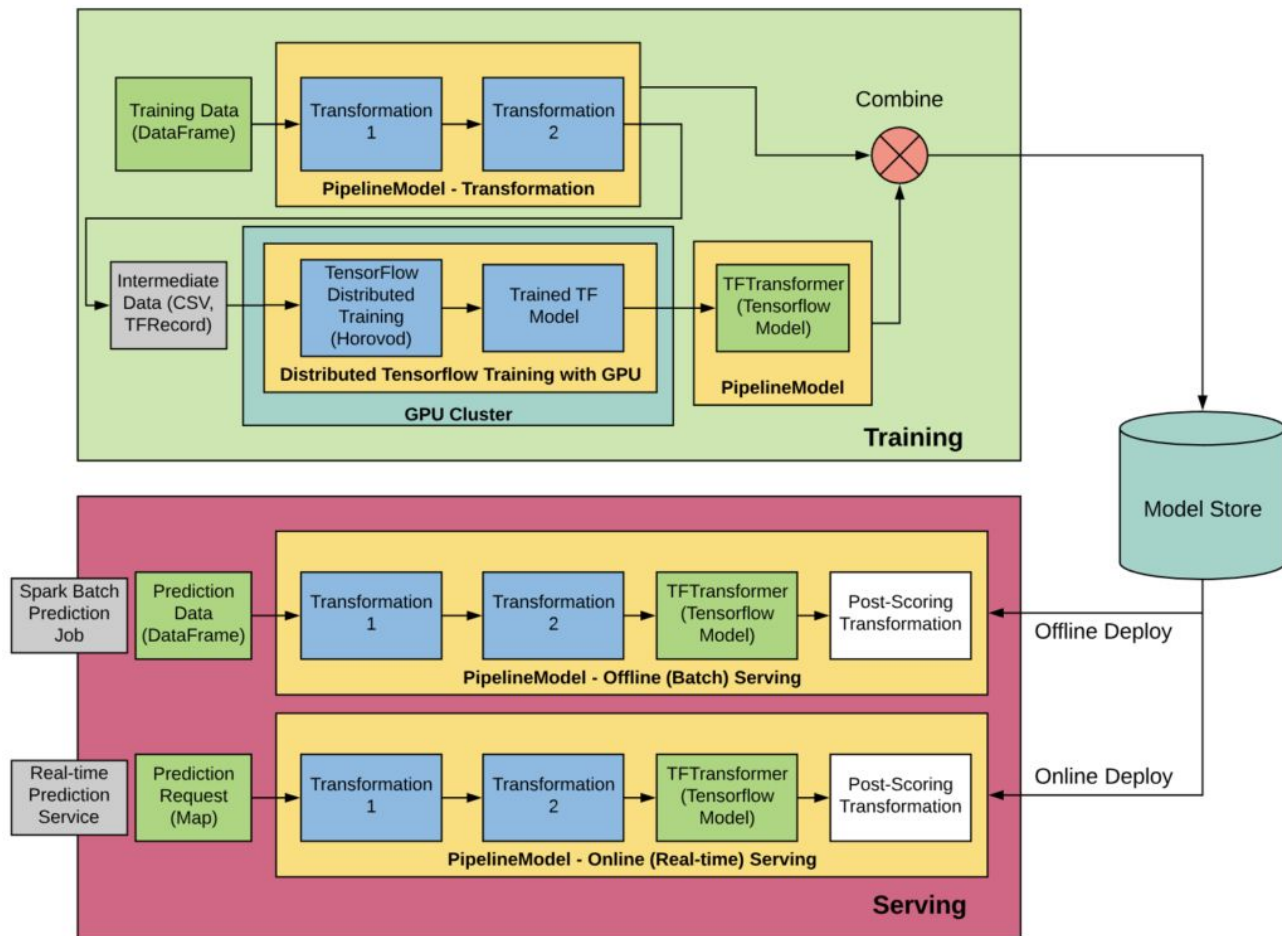 Training Data
(DataFrame)
Transformation
1
Transformation
2
PipelineModel - Transformation
Combine
Intermediate
Data (CSV,
TFRecord)
TensorFlow
Distributed
Training
(Horovod)
Trained TF
Model
Distributed Tensorflow Training with GPU
GPU Cluster
TFTransformer
(Tensorflow
Model)
PipelineModel
Training
Model Store
Spark Batch
Prediction
Job
Prediction
Data
(DataFrame)
Transformation
1
Transformation
2
TFTransformer
(Tensorflow
Model)
Post-Scoring
Transformation
PipelineModel - Offline (Batch) Serving
Offline Deploy
Real-time
Prediction
Service
Prediction
Request
(Map)
Transformation
1
Transformation
2
TFTransformer
(Tensorflow
Model)
Post-Scoring
Transformation
PipelineModel - Online (Real-time) Serving
Online Deploy
Serving